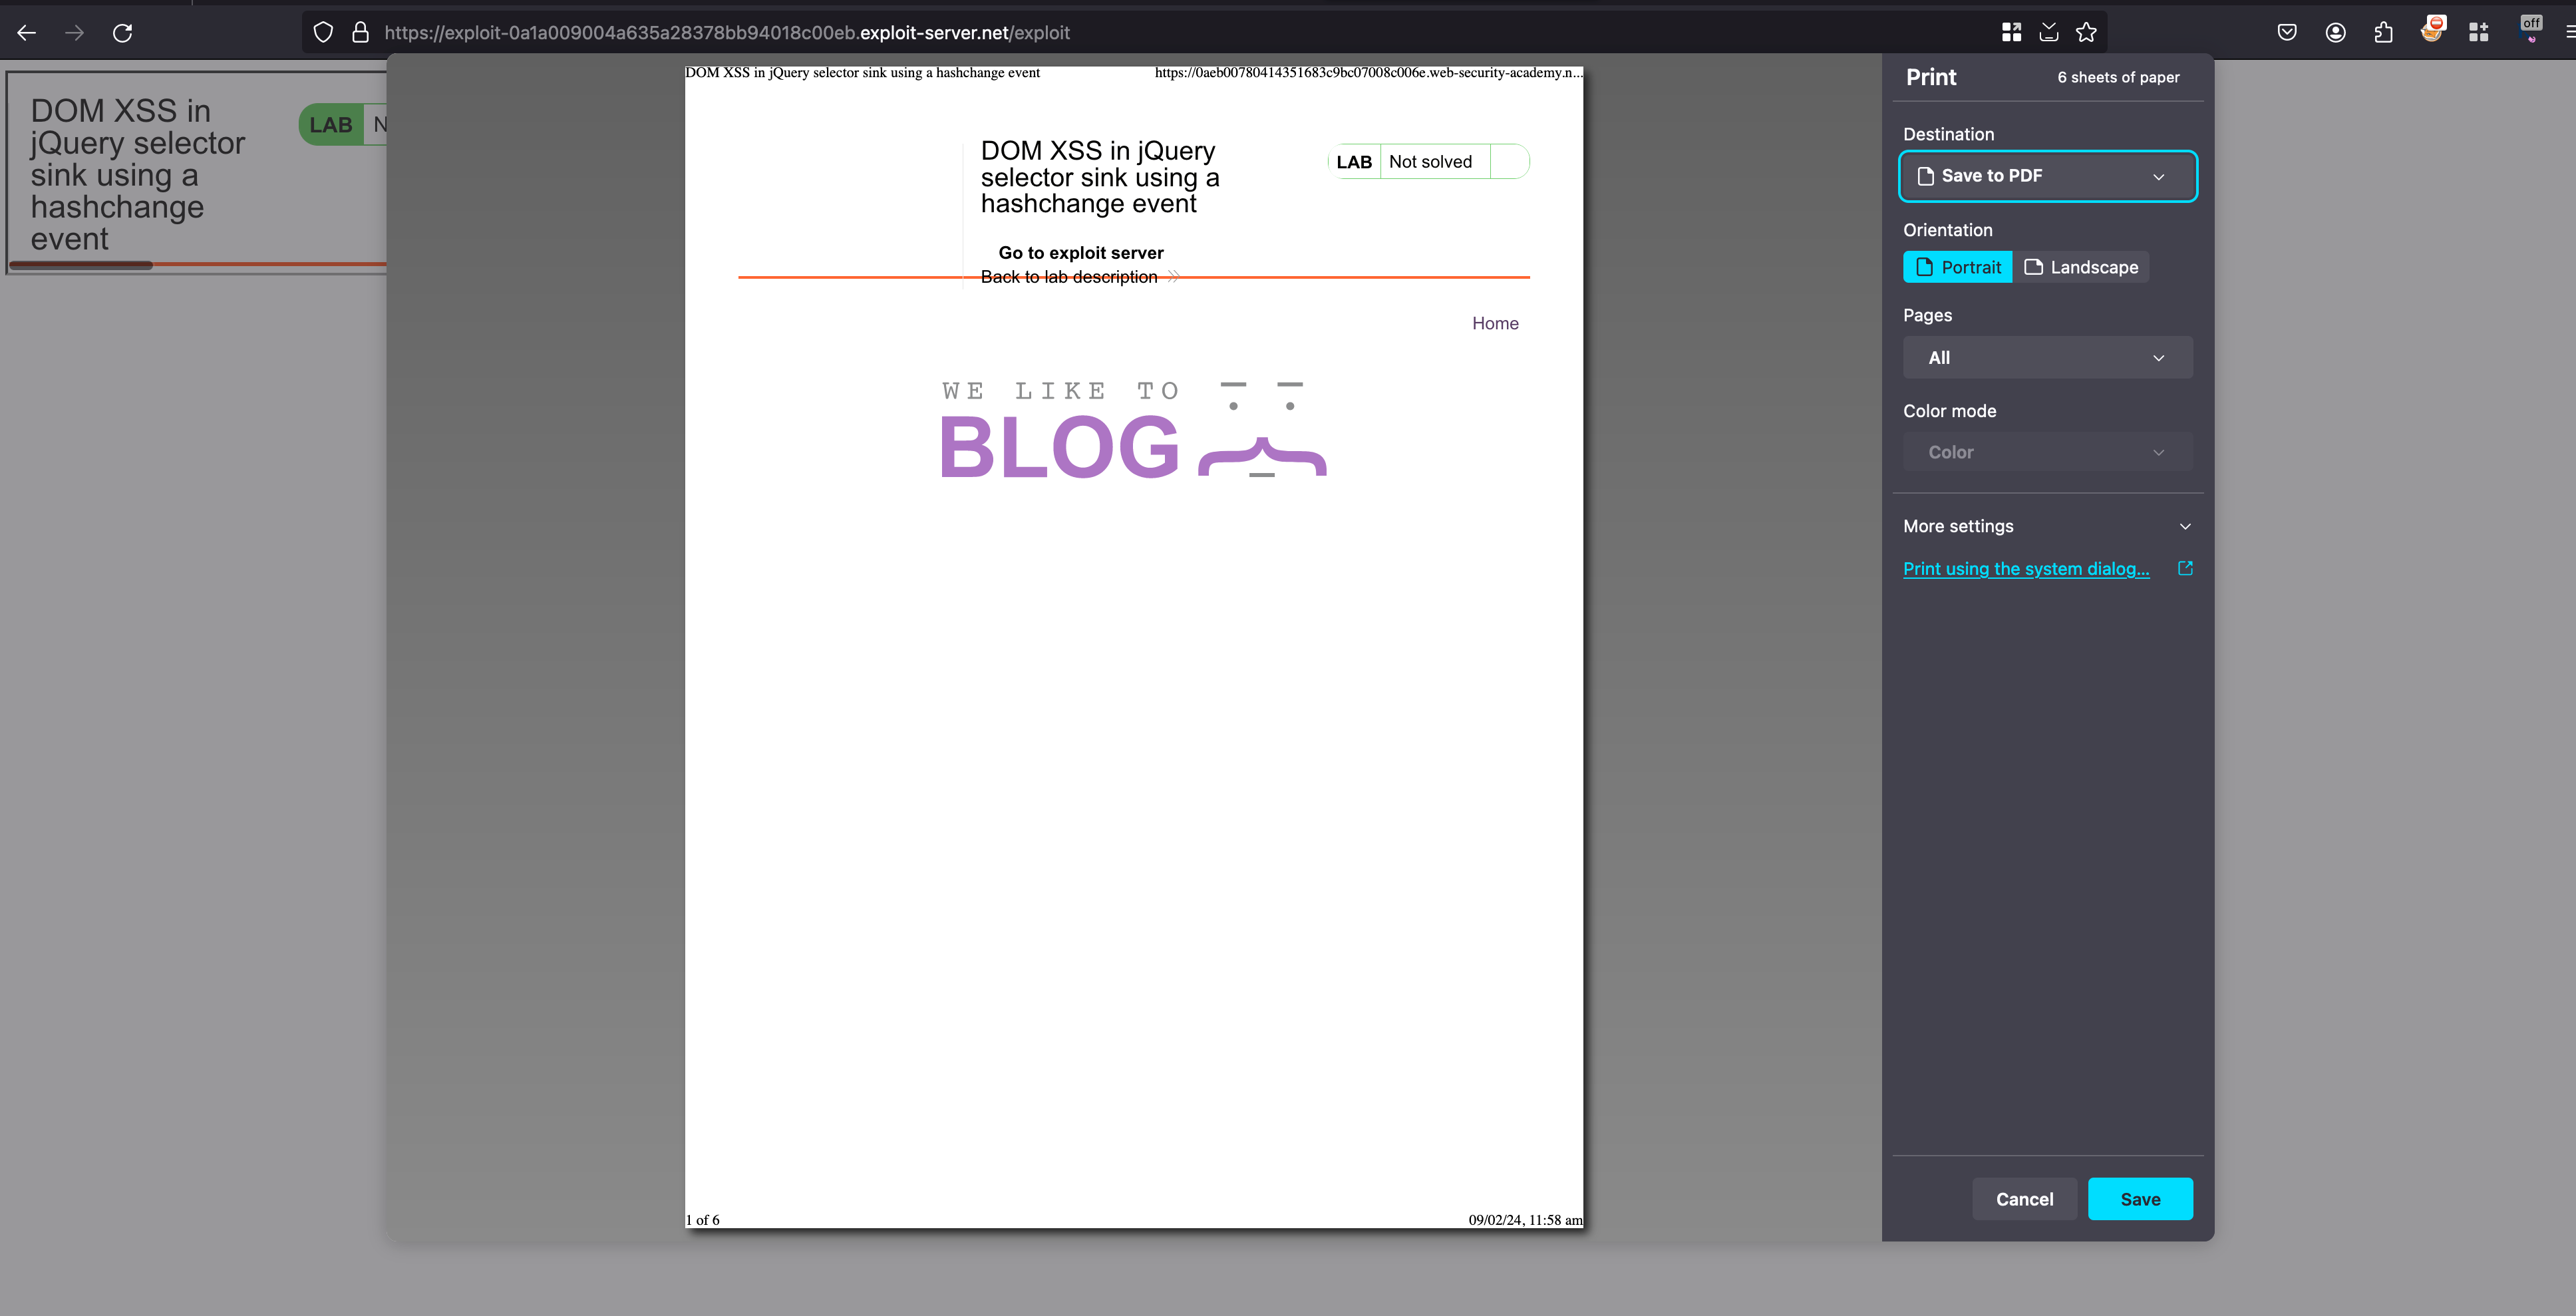 https://exploit-0a1a009004a635a28378bb94018c00eb.exploit-server.net/exploit
off
DOM XSS in
jQuery selector
sink using a
hashchange
event
LAB N
DOM XSS in jQuery selector sink using a hashchange event
https://0aeb00780414351683c9bc07008c006e.web-security-academy.n...
DOM XSS in jQuery
selector sink using a
hashchange event
LAB Not solved
Go to exploit server
Back to lab description
Home
WE LIKE TO
BLOG
1 of 6
09/02/24, 11:58 am
Print
6 sheets of paper
Destination
Save to PDF
Orientation
Portrait Landscape
Pages
All
Color mode
Color
More settings
Print using the system dialog...
Cancel Save